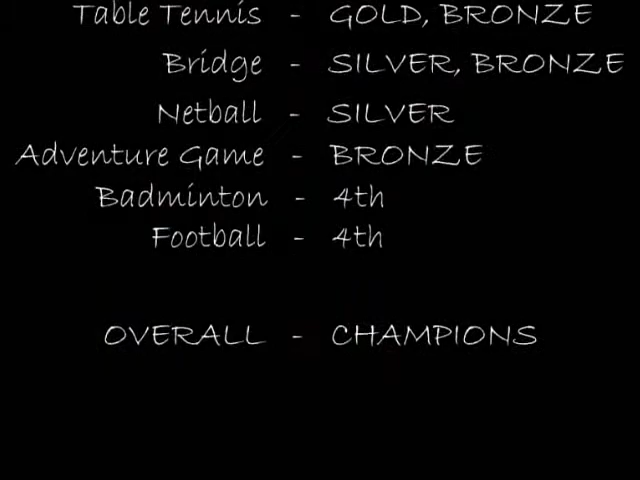 Table Tennis - GOLD, BRONZE
Bridge - SILVER, BRONZE
Netball - SILVER
Adventure Game - BRONZE
Badminton - 4th
Football - 4th
OVERALL - CHAMPIONS